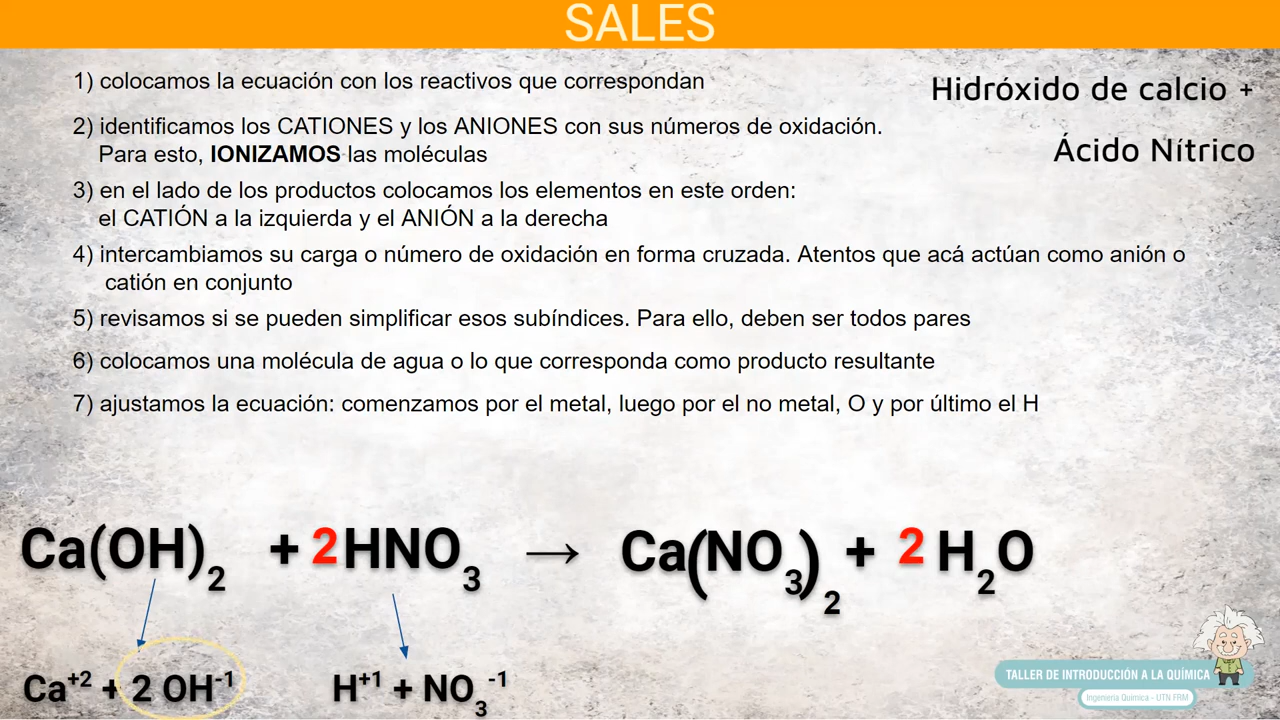 SALES
1) colocamos la ecuación con los reactivos que correspondan
Hidróxido de calcio +
2) identificamos los CATIONES y los ANIONES con sus números de oxidación.
Para esto, IONIZAMOS las moléculas
Ácido Nítrico
3) en el lado de los productos colocamos los elementos en este orden:
el CATIÓN a la izquierda y el ANIÓN a la derecha
4) intercambiamos su carga o número de oxidación en forma cruzada. Atentos que acá actúan como anión o
catión en conjunto
5) revisamos si se pueden simplificar esos subíndices. Para ello, deben ser todos pares
6) colocamos una molécula de agua o lo que corresponda como producto resultante
7) ajustamos la ecuación: comenzamos por el metal, luego por el no metal, O y por último el H
Ca(OH)₂ + 2HNO₃ → Ca(NO₃)₂ + 2 H₂O
Ca⁺² + 2 OH⁻¹ H⁺¹ + NO₃⁻¹
TALLER DE INTRODUCCIÓN A LA QUÍMICA
Ingeniería Química - UTN FRM